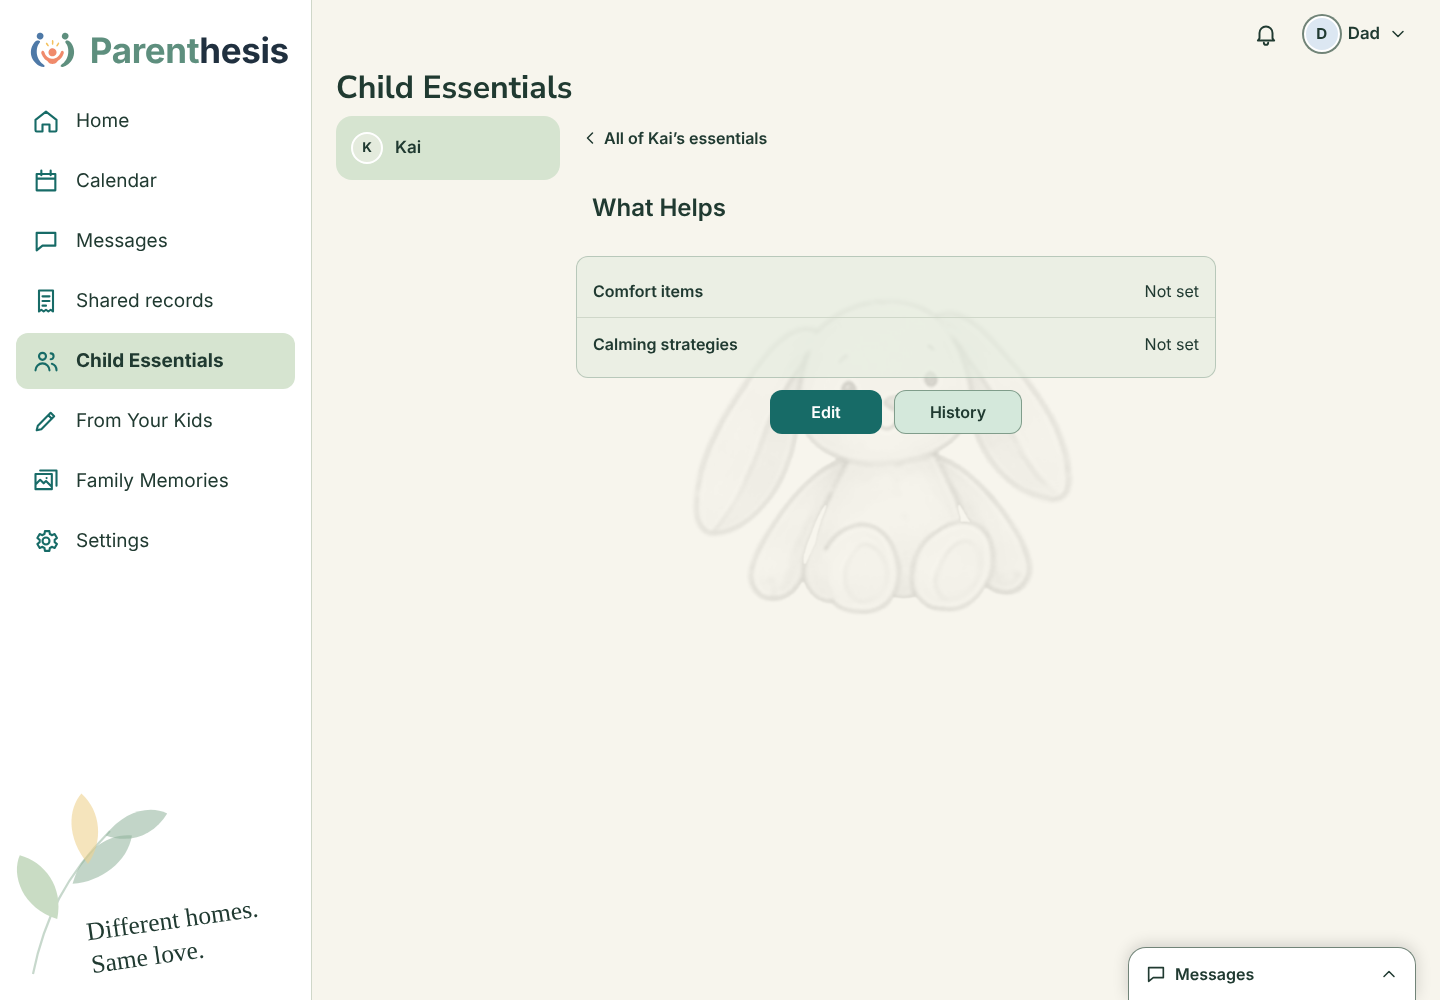 Parenthesis
Home
Calendar
Messages
Shared records
Child Essentials
From Your Kids
Family Memories
Settings
Different homes.
Same love.
D Dad
Child Essentials
K Kai
All of Kai’s essentials
What Helps
Comfort items Not set
Calming strategies Not set
Edit History
Messages